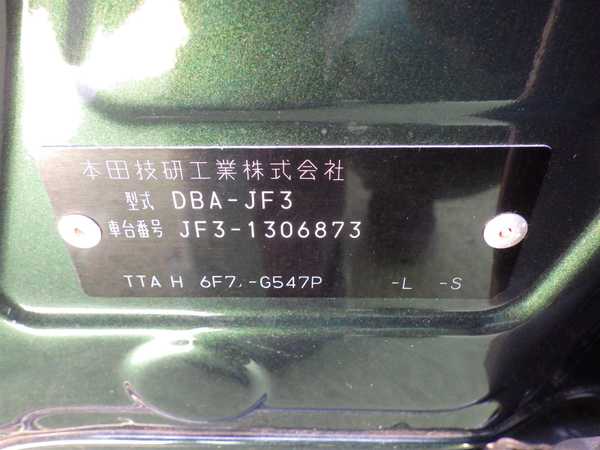 本田技研工業株式会社
型式 DBA-JF3
車台番号 JF3-1306873
TTA H 6F7.-G547P -L -S